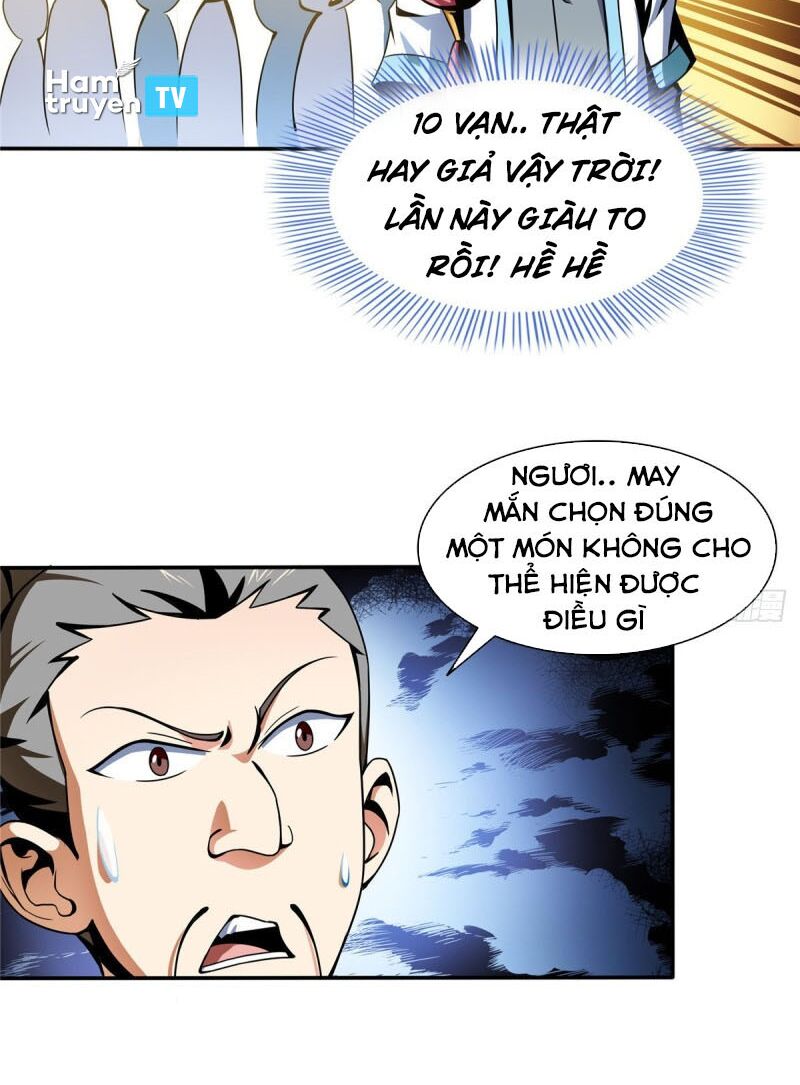 Ham
truyen TV
10 VẠN.. THẬT
HAY GIẢ VẬY TRỜI!
LẦN NÀY GIÀU TO
RỒI! HỀ HỀ
NGƯƠI.. MAY
MẮN CHỌN ĐÚNG
MỘT MÓN KHÔNG CHO
THỂ HIỆN ĐƯỢC
ĐIỀU GÌ
漫